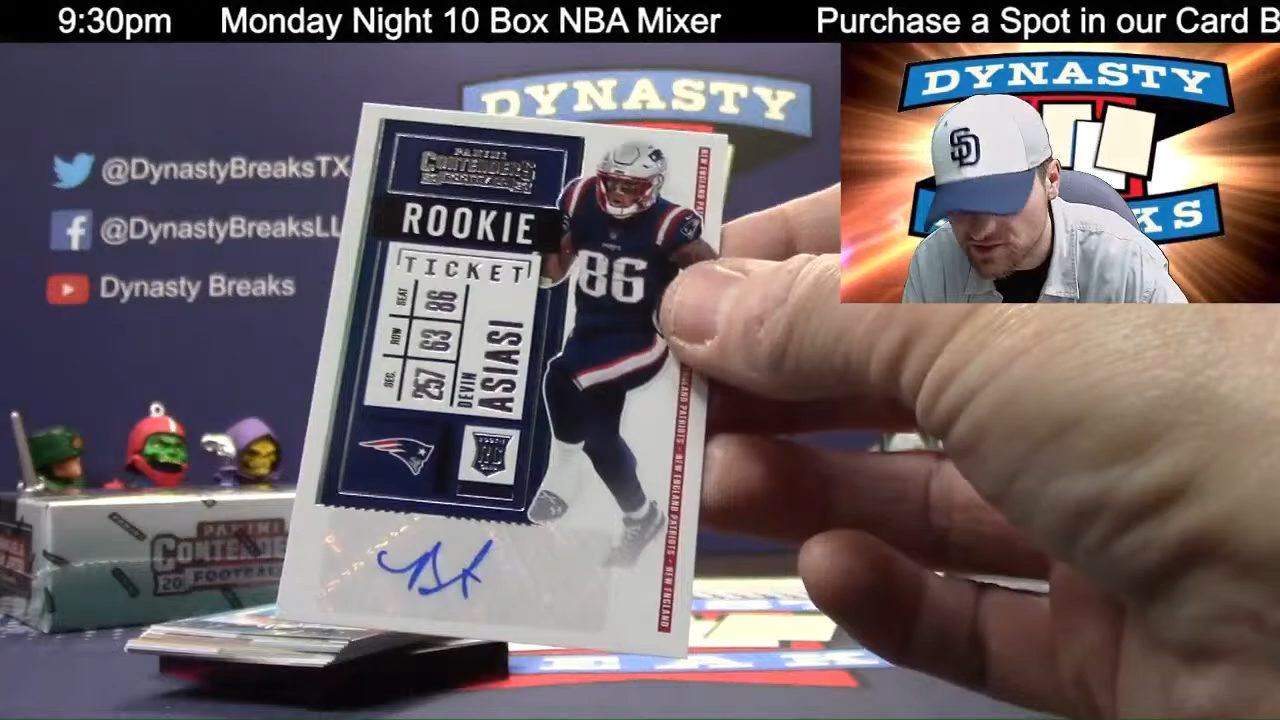 9:30pm Monday Night 10 Box NBA Mixer Purchase a Spot in our Card B
DYNASTY
@DynastyBreaksTX
@DynastyBreaksLL
Dynasty Breaks
PANINI
CONTENDERS
ROOKIE
TICKET
SEAT 86
ROW 63
SEC. 257
DEVIN
ASIASI
RC
86
NEW ENGLAND PATRIOTS · NEW ENGLAND
PANINI
CONTENDERS
20 FOOTBALL
DYNASTY
KS
SD